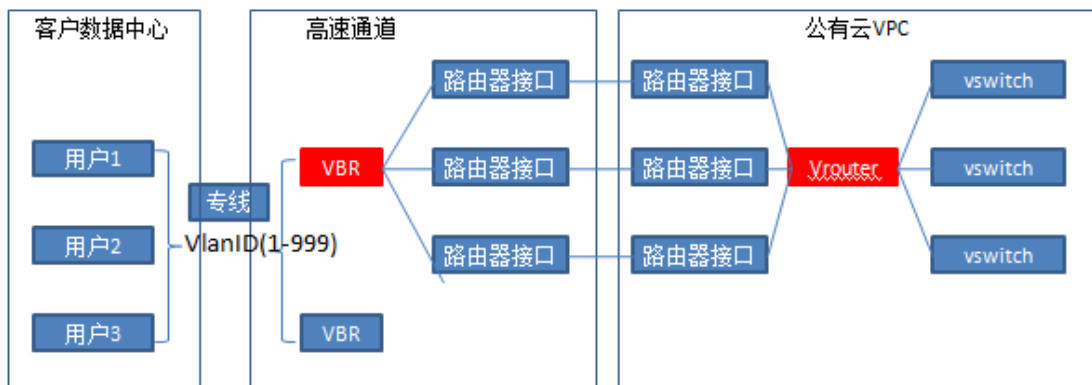 客户数据中心
高速通道
公有云VPC
路由器接口
路由器接口
vswitch
用户1
VBR
路由器接口
路由器接口
Vrouter
vswitch
专线
用户2
VlanID(1-999)
路由器接口
路由器接口
vswitch
用户3
VBR